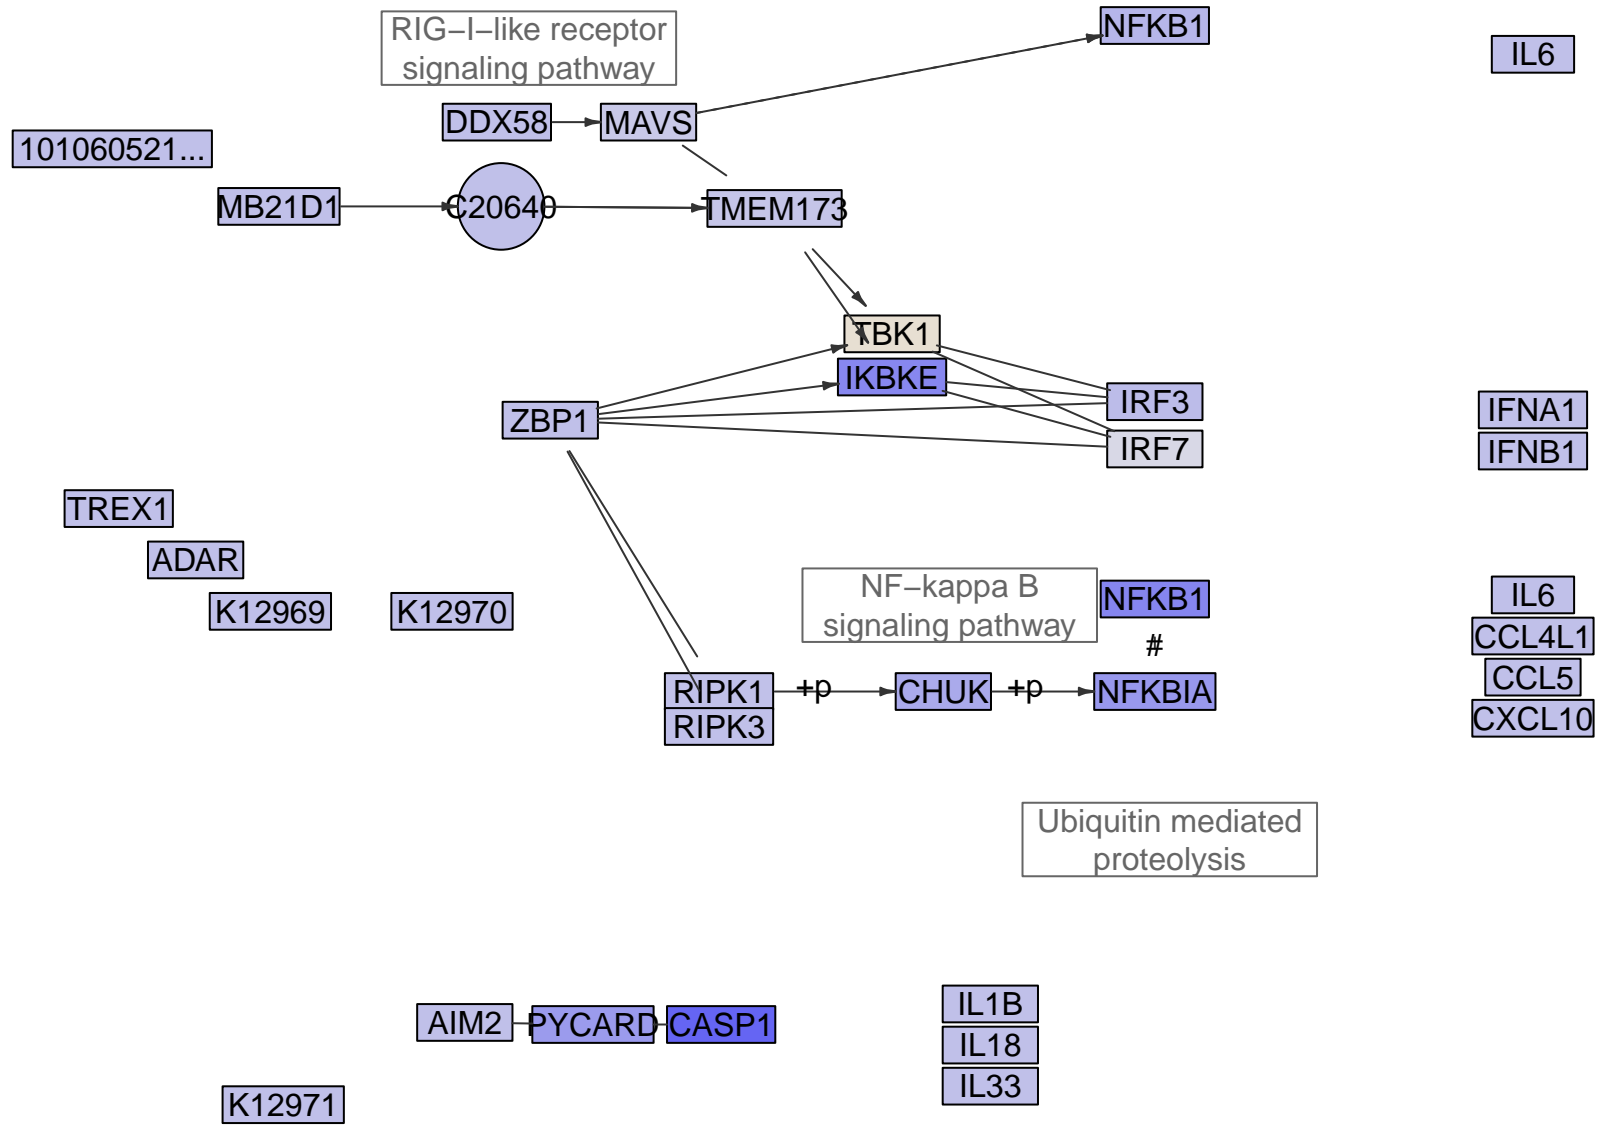 RIG−I−like receptor
signaling pathway
NFKB1
IL6
DDX58
MAVS
101060521...
MB21D1
C20640
TMEM173
TBK1
IKBKE
ZBP1
IRF3
IRF7
IFNA1
IFNB1
TREX1
ADAR
K12969
K12970
NF−kappa B
signaling pathway
NFKB1
#
IL6
CCL4L1
CCL5
CXCL10
RIPK1
+p
CHUK
+p
NFKBIA
RIPK3
Ubiquitin mediated
proteolysis
AIM2
PYCARD
CASP1
IL1B
IL18
IL33
K12971